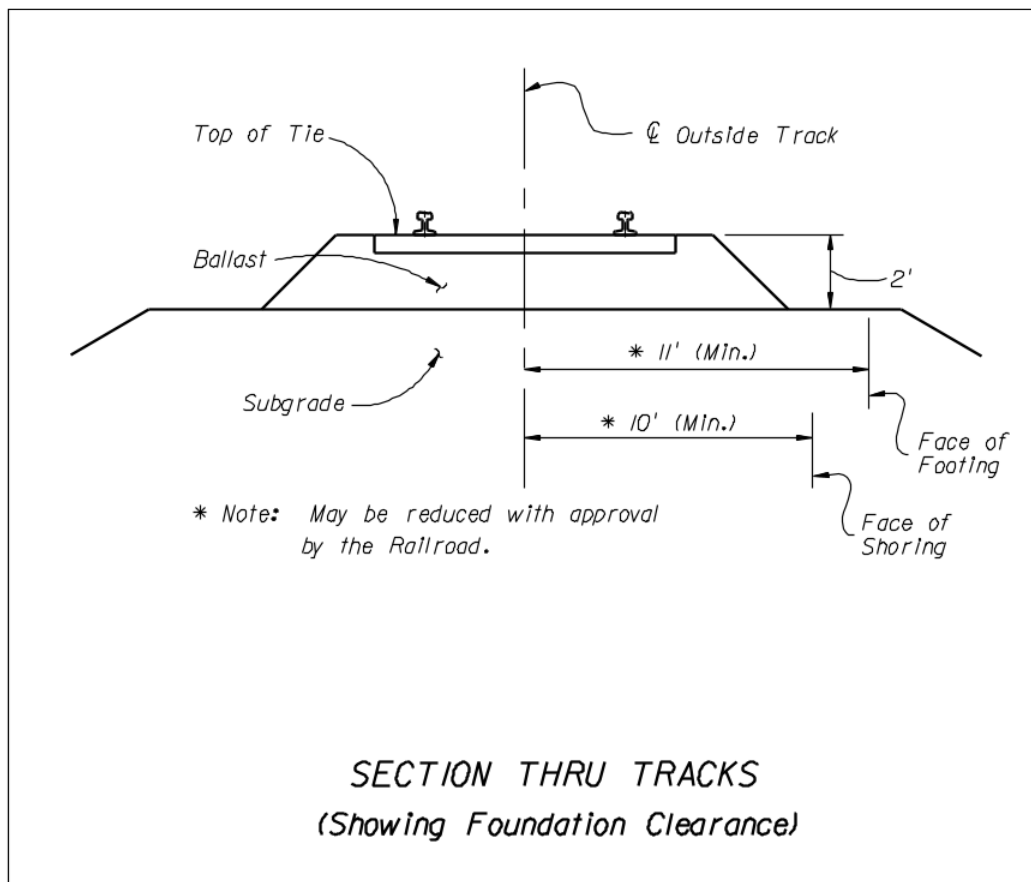 Top of Tie
℄ Outside Track
Ballast
2'
* 11' (Min.)
Subgrade
* 10' (Min.)
Face of
Footing
* Note: May be reduced with approval
by the Railroad.
Face of
Shoring
SECTION THRU TRACKS
(Showing Foundation Clearance)